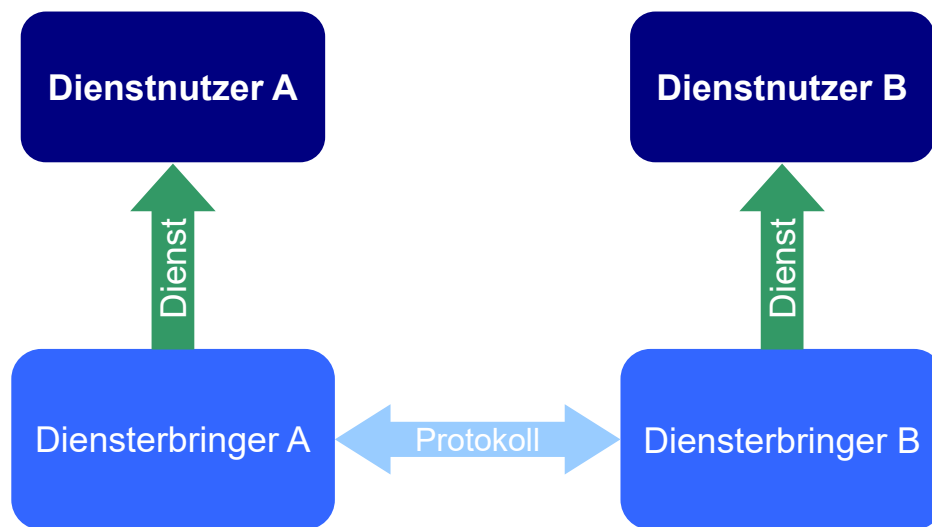 Dienstnutzer A
Dienstnutzer B
Dienst
Dienst
Diensterbringer A
Protokoll
Diensterbringer B